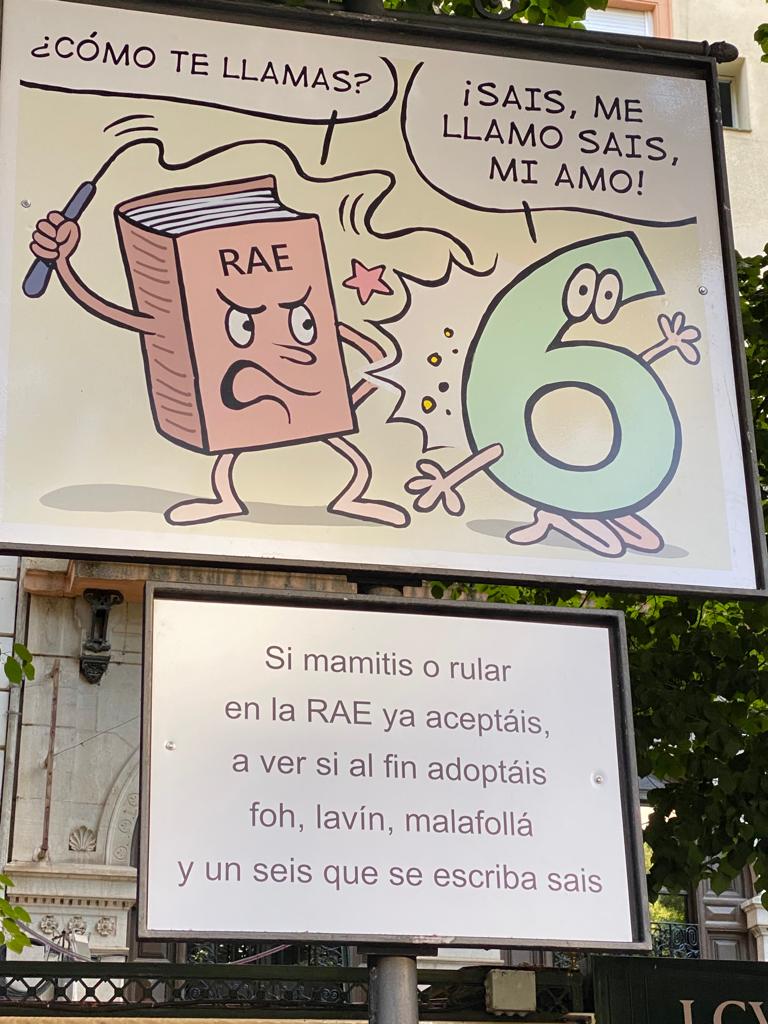 ¿CÓMO TE LLAMAS?
¡SAIS, ME
LLAMO SAIS,
MI AMO!
RAE
Si mamitis o rular
en la RAE ya aceptáis,
a ver si al fin adoptáis
foh, lavín, malafollá
y un seis que se escriba sais